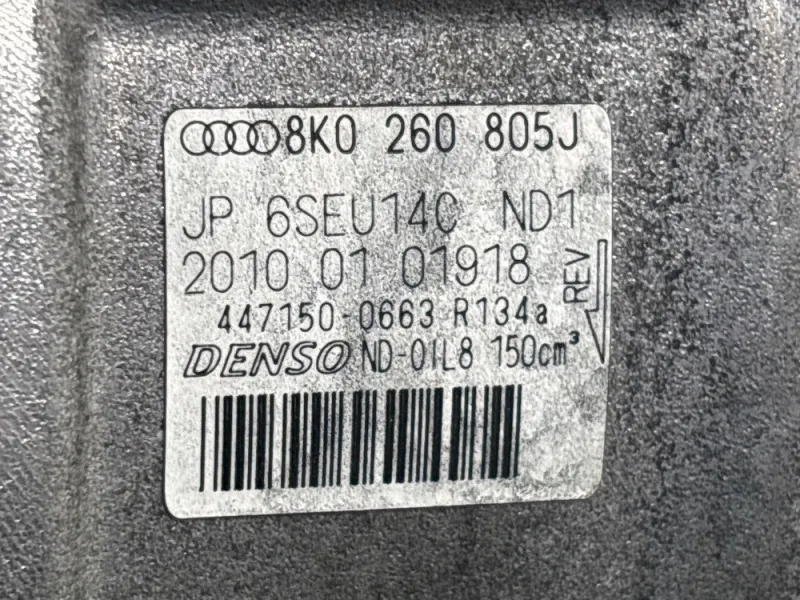 8K0 260 805J
JP 6SEU14C ND1
2010 01 01918
REV
447150-0663 R134a
DENSO ND-OIL8 150cm³